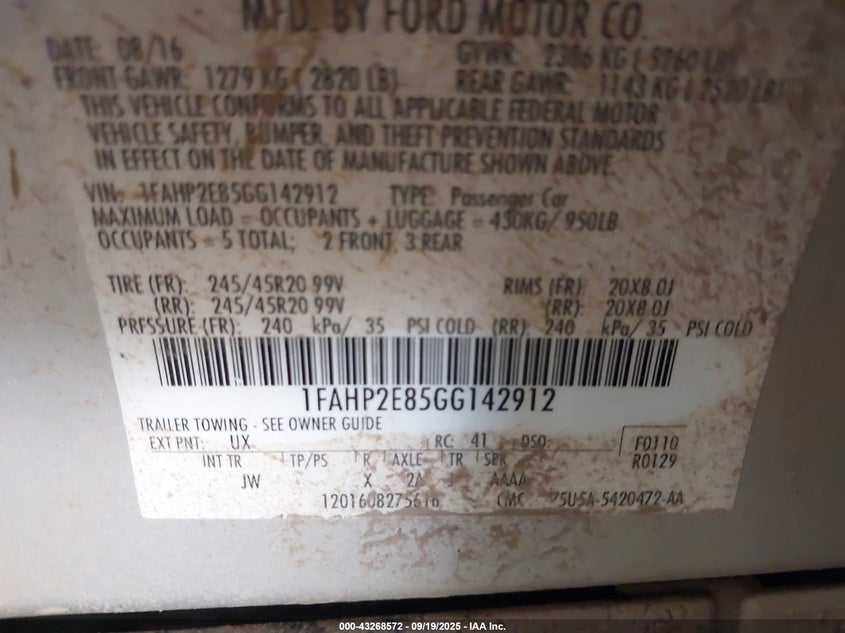 MFD. BY FORD MOTOR CO.
DATE: 08/16 GVWR: 2386 KG ( 5260 LB)
FRONT GAWR: 1279 KG ( 2820 LB) REAR GAWR: 1143 KG ( 2520 LB)
THIS VEHICLE CONFORMS TO ALL APPLICABLE FEDERAL MOTOR
VEHICLE SAFETY, BUMPER, AND THEFT PREVENTION STANDARDS
IN EFFECT ON THE DATE OF MANUFACTURE SHOWN ABOVE.
VIN: 1FAHP2E85GG142912 TYPE: Passenger Car
MAXIMUM LOAD = OCCUPANTS + LUGGAGE = 430KG/ 950LB
OCCUPANTS = 5 TOTAL; 2 FRONT, 3 REAR
TIRE (FR): 245/45R20 99V RIMS (FR): 20X8.0J
(RR): 245/45R20 99V (RR): 20X8.0J
PRESSURE (FR): 240 kPa/ 35 PSI COLD (RR): 240 kPa/ 35 PSI COLD
1FAHP2E85GG142912
TRAILER TOWING - SEE OWNER GUIDE
EXT PNT: UX RC: 41 DSO: F0110
INT TR TP/PS R AXLE TR SPR R0129
JW X 2A J AAAA
1201608275616 CMC 5U5A-5420472-AA
000-43268572 - 09/19/2025 - IAA Inc.